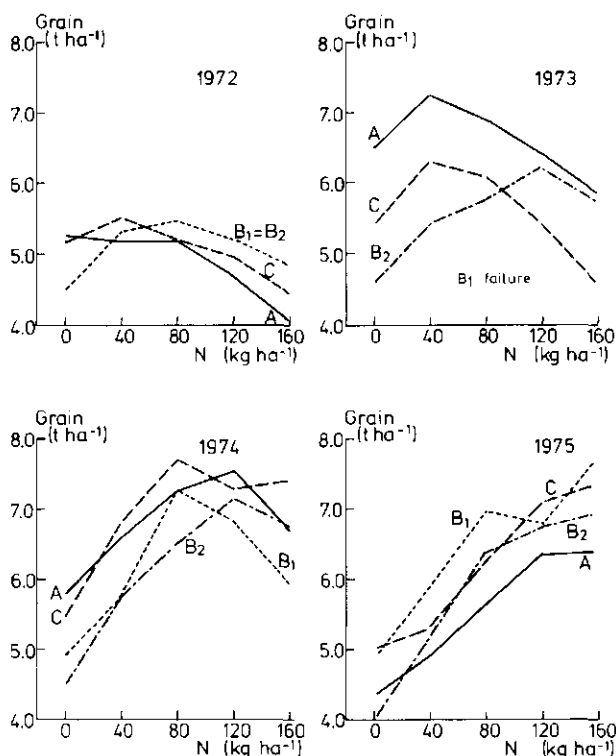 Grain
(t ha⁻¹)
8.0
7.0
6.0
5.0
4.0
1972
B₁=B₂
C
A
0 40 80 120 160
N (kg ha⁻¹)
Grain
(t ha⁻¹)
8.0
7.0
6.0
5.0
4.0
1973
A
C
B₂
B₁ failure
0 40 80 120 160
N (kg ha⁻¹)
Grain
(t ha⁻¹)
8.0
7.0
6.0
5.0
4.0
1974
A
C
B₂
B₁
0 40 80 120 160
N (kg ha⁻¹)
Grain
(t ha⁻¹)
8.0
7.0
6.0
5.0
4.0
1975
C
B₁
B₂
A
0 40 80 120 160
N (kg ha⁻¹)